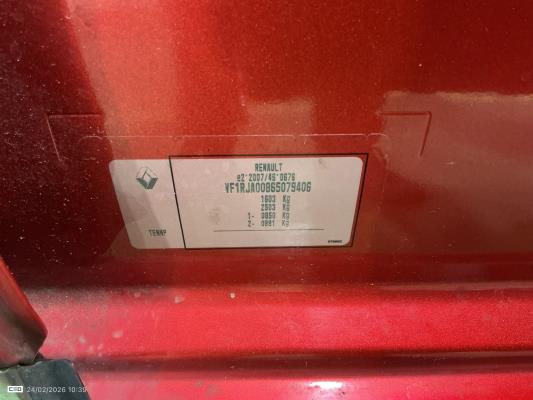 RENAULT
e2*2007/46*0676
VF1RJA00865079406
1603 Kg
2503 Kg
1- 0850 Kg
2- 0881 Kg
TENNP
24/02/2026 10:39